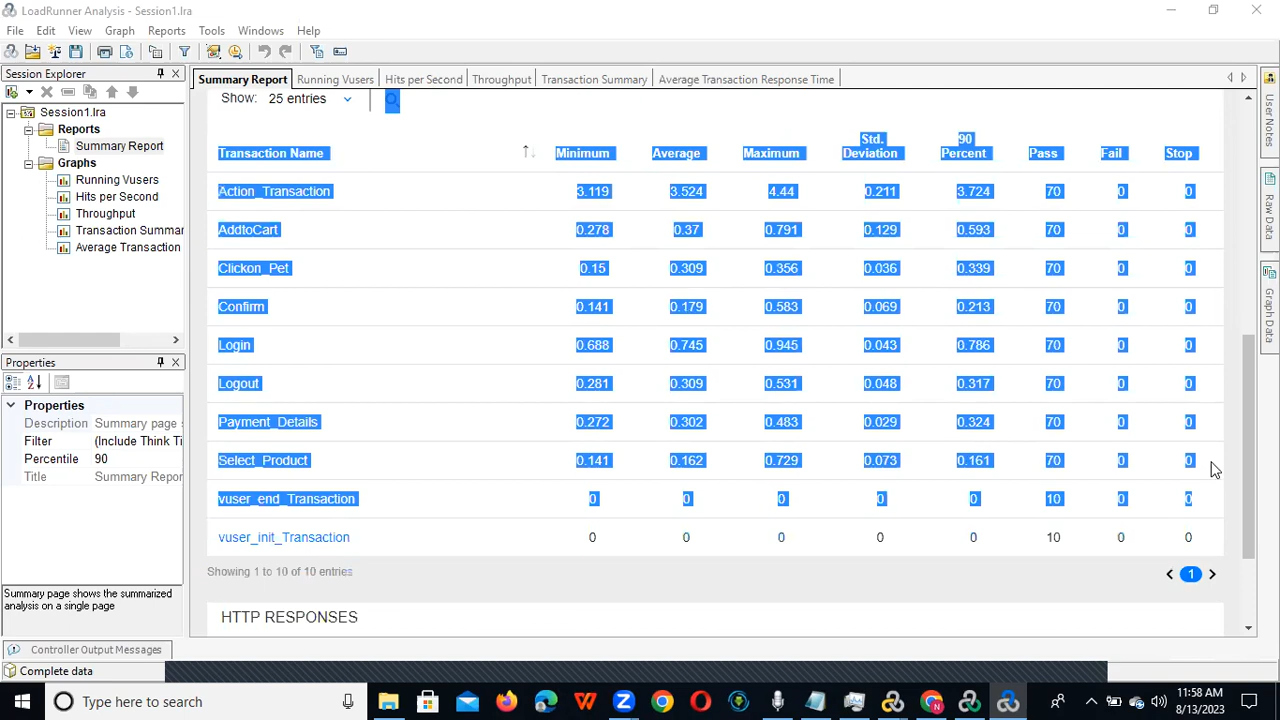 LoadRunner Analysis - Session1.lra
File Edit View Graph Reports Tools Windows Help
Session Explorer
Session1.lra
Reports
Summary Report
Graphs
Running Vusers
Hits per Second
Throughput
Transaction Summar
Average Transaction
Properties
Properties
Description Summary page s
Filter (Include Think Ti
Percentile 90
Title Summary Repor
Summary page shows the summarized
analysis on a single page
Summary Report Running Vusers Hits per Second Throughput Transaction Summary Average Transaction Response Time
Show: 25 entries
Transaction Name Minimum Average Maximum Std. Deviation 90 Percent Pass Fail Stop
Action_Transaction 3.119 3.524 4.44 0.211 3.724 70 0 0
AddtoCart 0.278 0.37 0.791 0.129 0.593 70 0 0
Clickon_Pet 0.15 0.309 0.356 0.036 0.339 70 0 0
Confirm 0.141 0.179 0.583 0.069 0.213 70 0 0
Login 0.688 0.745 0.945 0.043 0.786 70 0 0
Logout 0.281 0.309 0.531 0.048 0.317 70 0 0
Payment_Details 0.272 0.302 0.483 0.029 0.324 70 0 0
Select_Product 0.141 0.162 0.729 0.073 0.161 70 0 0
vuser_end_Transaction 0 0 0 0 0 10 0 0
vuser_init_Transaction 0 0 0 0 0 10 0 0
Showing 1 to 10 of 10 entries
1
HTTP RESPONSES
User Notes
Raw Data
Graph Data
Controller Output Messages
Complete data
Type here to search
11:58 AM
8/13/2023